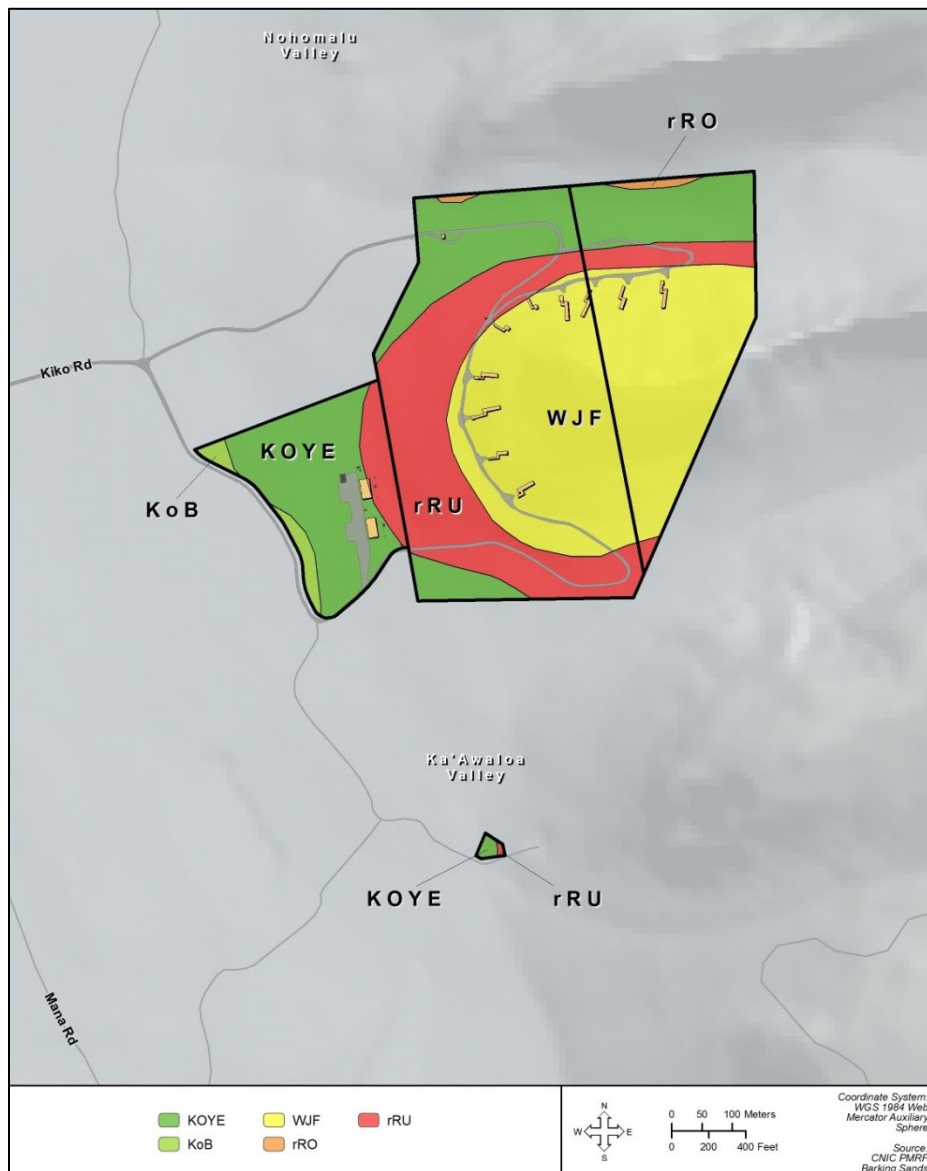 Nohomalu
Valley
rRO
Kiko Rd
WJF
KOYE
KoB
rRU
Ka'Awaloa
Valley
KOYE
rRU
Mana Rd
KOYE
WJF
rRU
KoB
rRO
N
W E
S
0 50 100 Meters
0 200 400 Feet
Coordinate System:
WGS 1984 Web
Mercator Auxiliary
Sphere
Source:
CNIC PMRF
Barking Sands